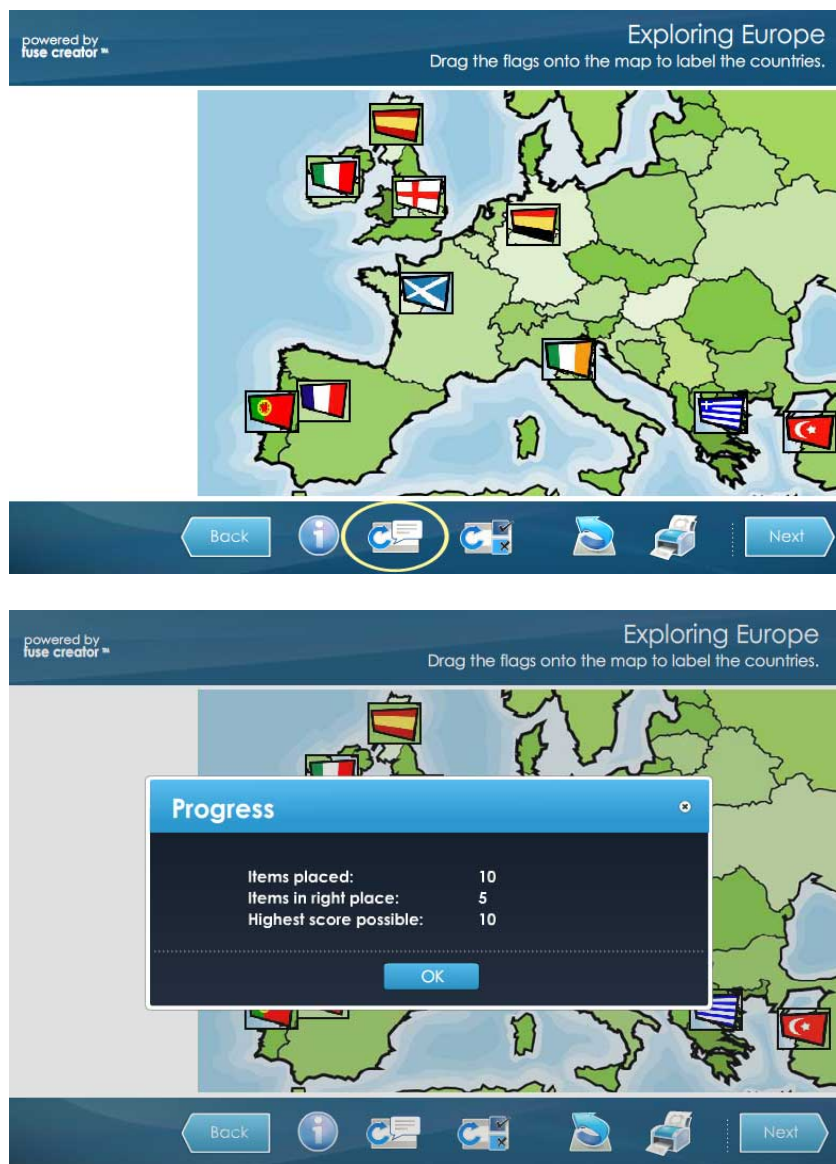 powered by
fuse creator™
Exploring Europe
Drag the flags onto the map to label the countries.
Back
Next
powered by
fuse creator™
Exploring Europe
Drag the flags onto the map to label the countries.
Progress
Items placed: 10
Items in right place: 5
Highest score possible: 10
OK
Back
Next